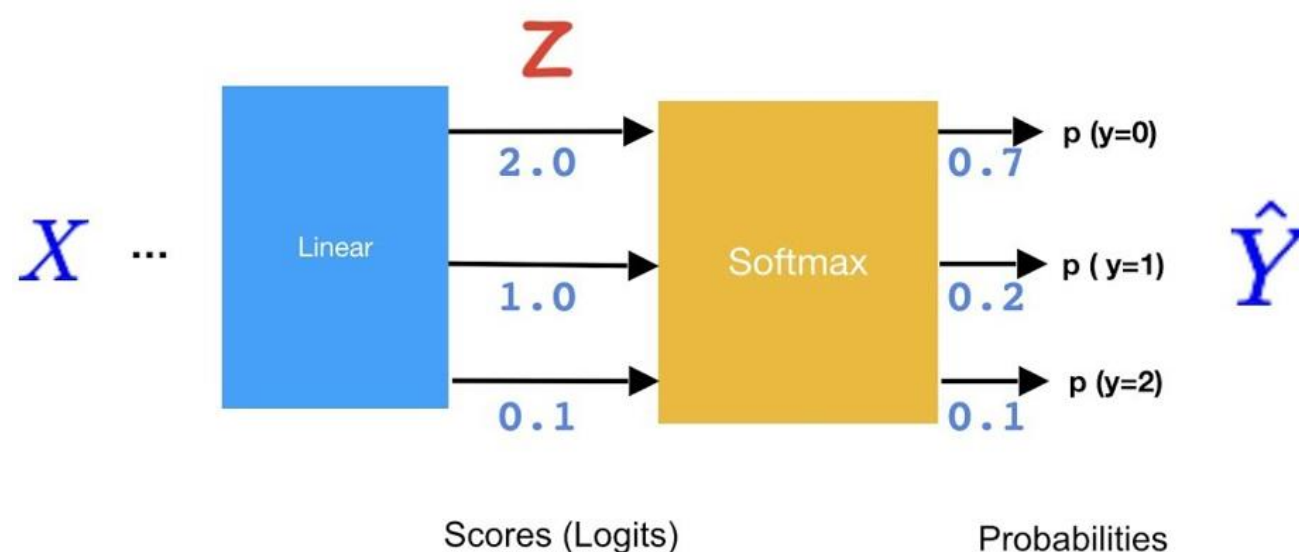 Z
2.0
0.7
p (y=0)
X
...
Linear
1.0
Softmax
0.2
p ( y=1)
Ŷ
0.1
0.1
p (y=2)
Scores (Logits)
Probabilities